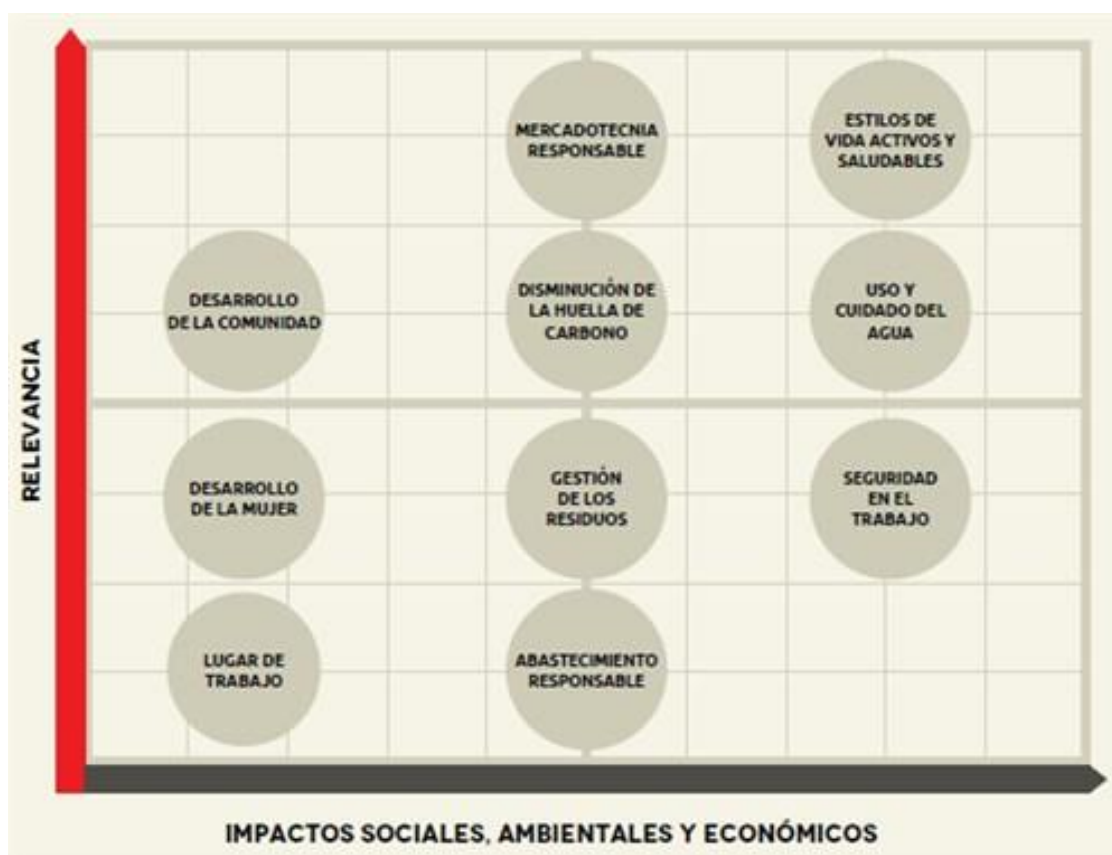 MERCADOTECNIA
RESPONSABLE
ESTILOS DE
VIDA ACTIVOS Y
SALUDABLES
DESARROLLO
DE LA COMUNIDAD
DISMINUCIÓN DE
LA HUELLA DE
CARBONO
USO Y
CUIDADO DEL
AGUA
RELEVANCIA
DESARROLLO
DE LA MUJER
GESTIÓN
DE LOS
RESIDUOS
SEGURIDAD
EN EL
TRABAJO
LUGAR DE
TRABAJO
ABASTECIMIENTO
RESPONSABLE
IMPACTOS SOCIALES, AMBIENTALES Y ECONÓMICOS